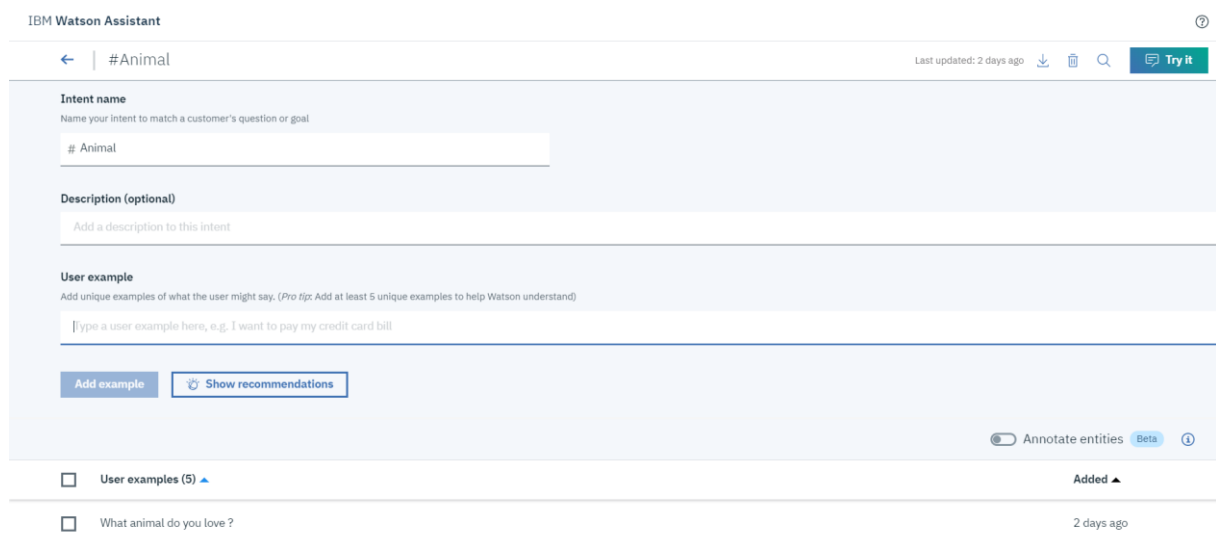 IBM Watson Assistant
#Animal
Last updated: 2 days ago
Try it
Intent name
Name your intent to match a customer's question or goal
# Animal
Description (optional)
Add a description to this intent
User example
Add unique examples of what the user might say. (Pro tip: Add at least 5 unique examples to help Watson understand)
Type a user example here, e.g. I want to pay my credit card bill
Add example
Show recommendations
Annotate entities Beta
User examples (5)
Added
What animal do you love ?
2 days ago